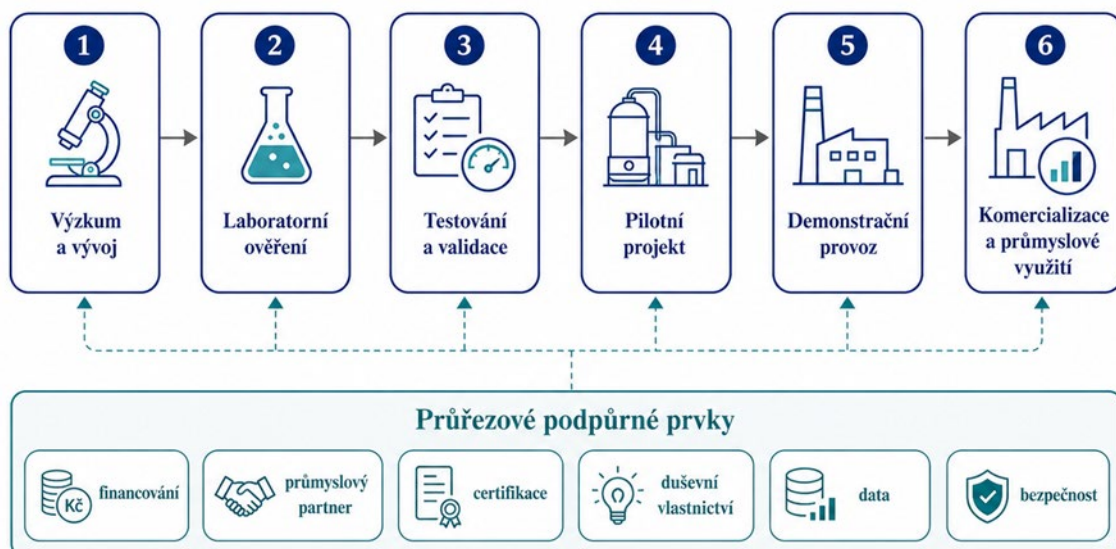 1
2
3
4
5
6
Výzkum
a vývoj
Laboratorní
ověření
Testování
a validace
Pilotní
projekt
Demonstrační
provoz
Komercializace
a průmyslové
využití
Průřezové podpůrné prvky
Kč
financování
průmyslový
partner
certifikace
duševní
vlastnictví
data
bezpečnost